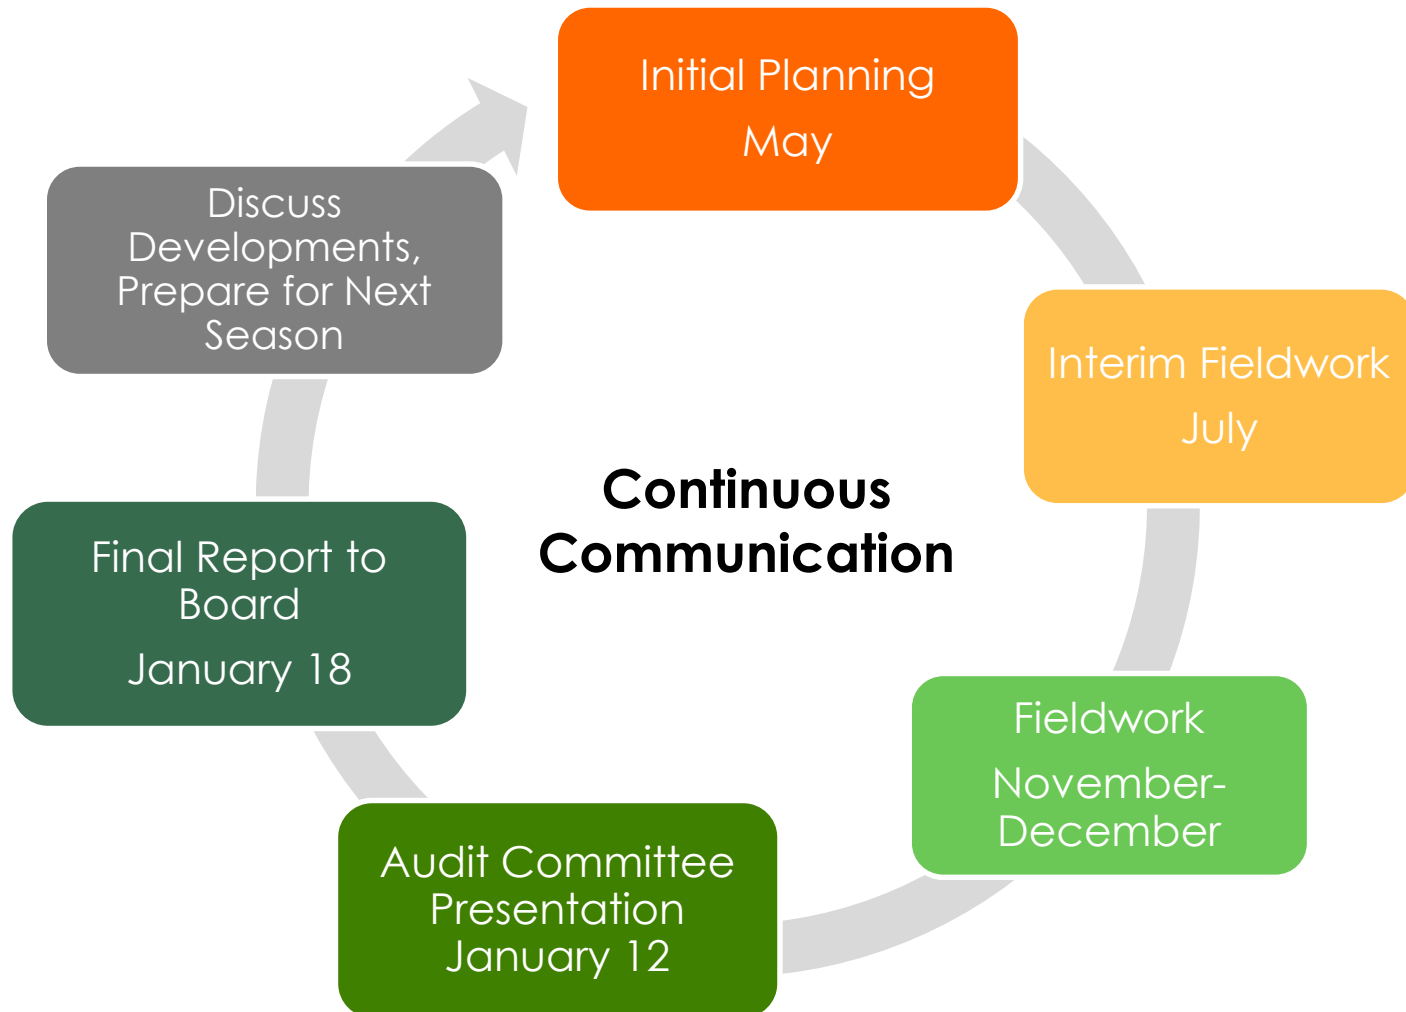 Initial Planning
May
Interim Fieldwork
July
Fieldwork
November-
December
Audit Committee
Presentation
January 12
Final Report to
Board
January 18
Discuss
Developments,
Prepare for Next
Season
Continuous
Communication